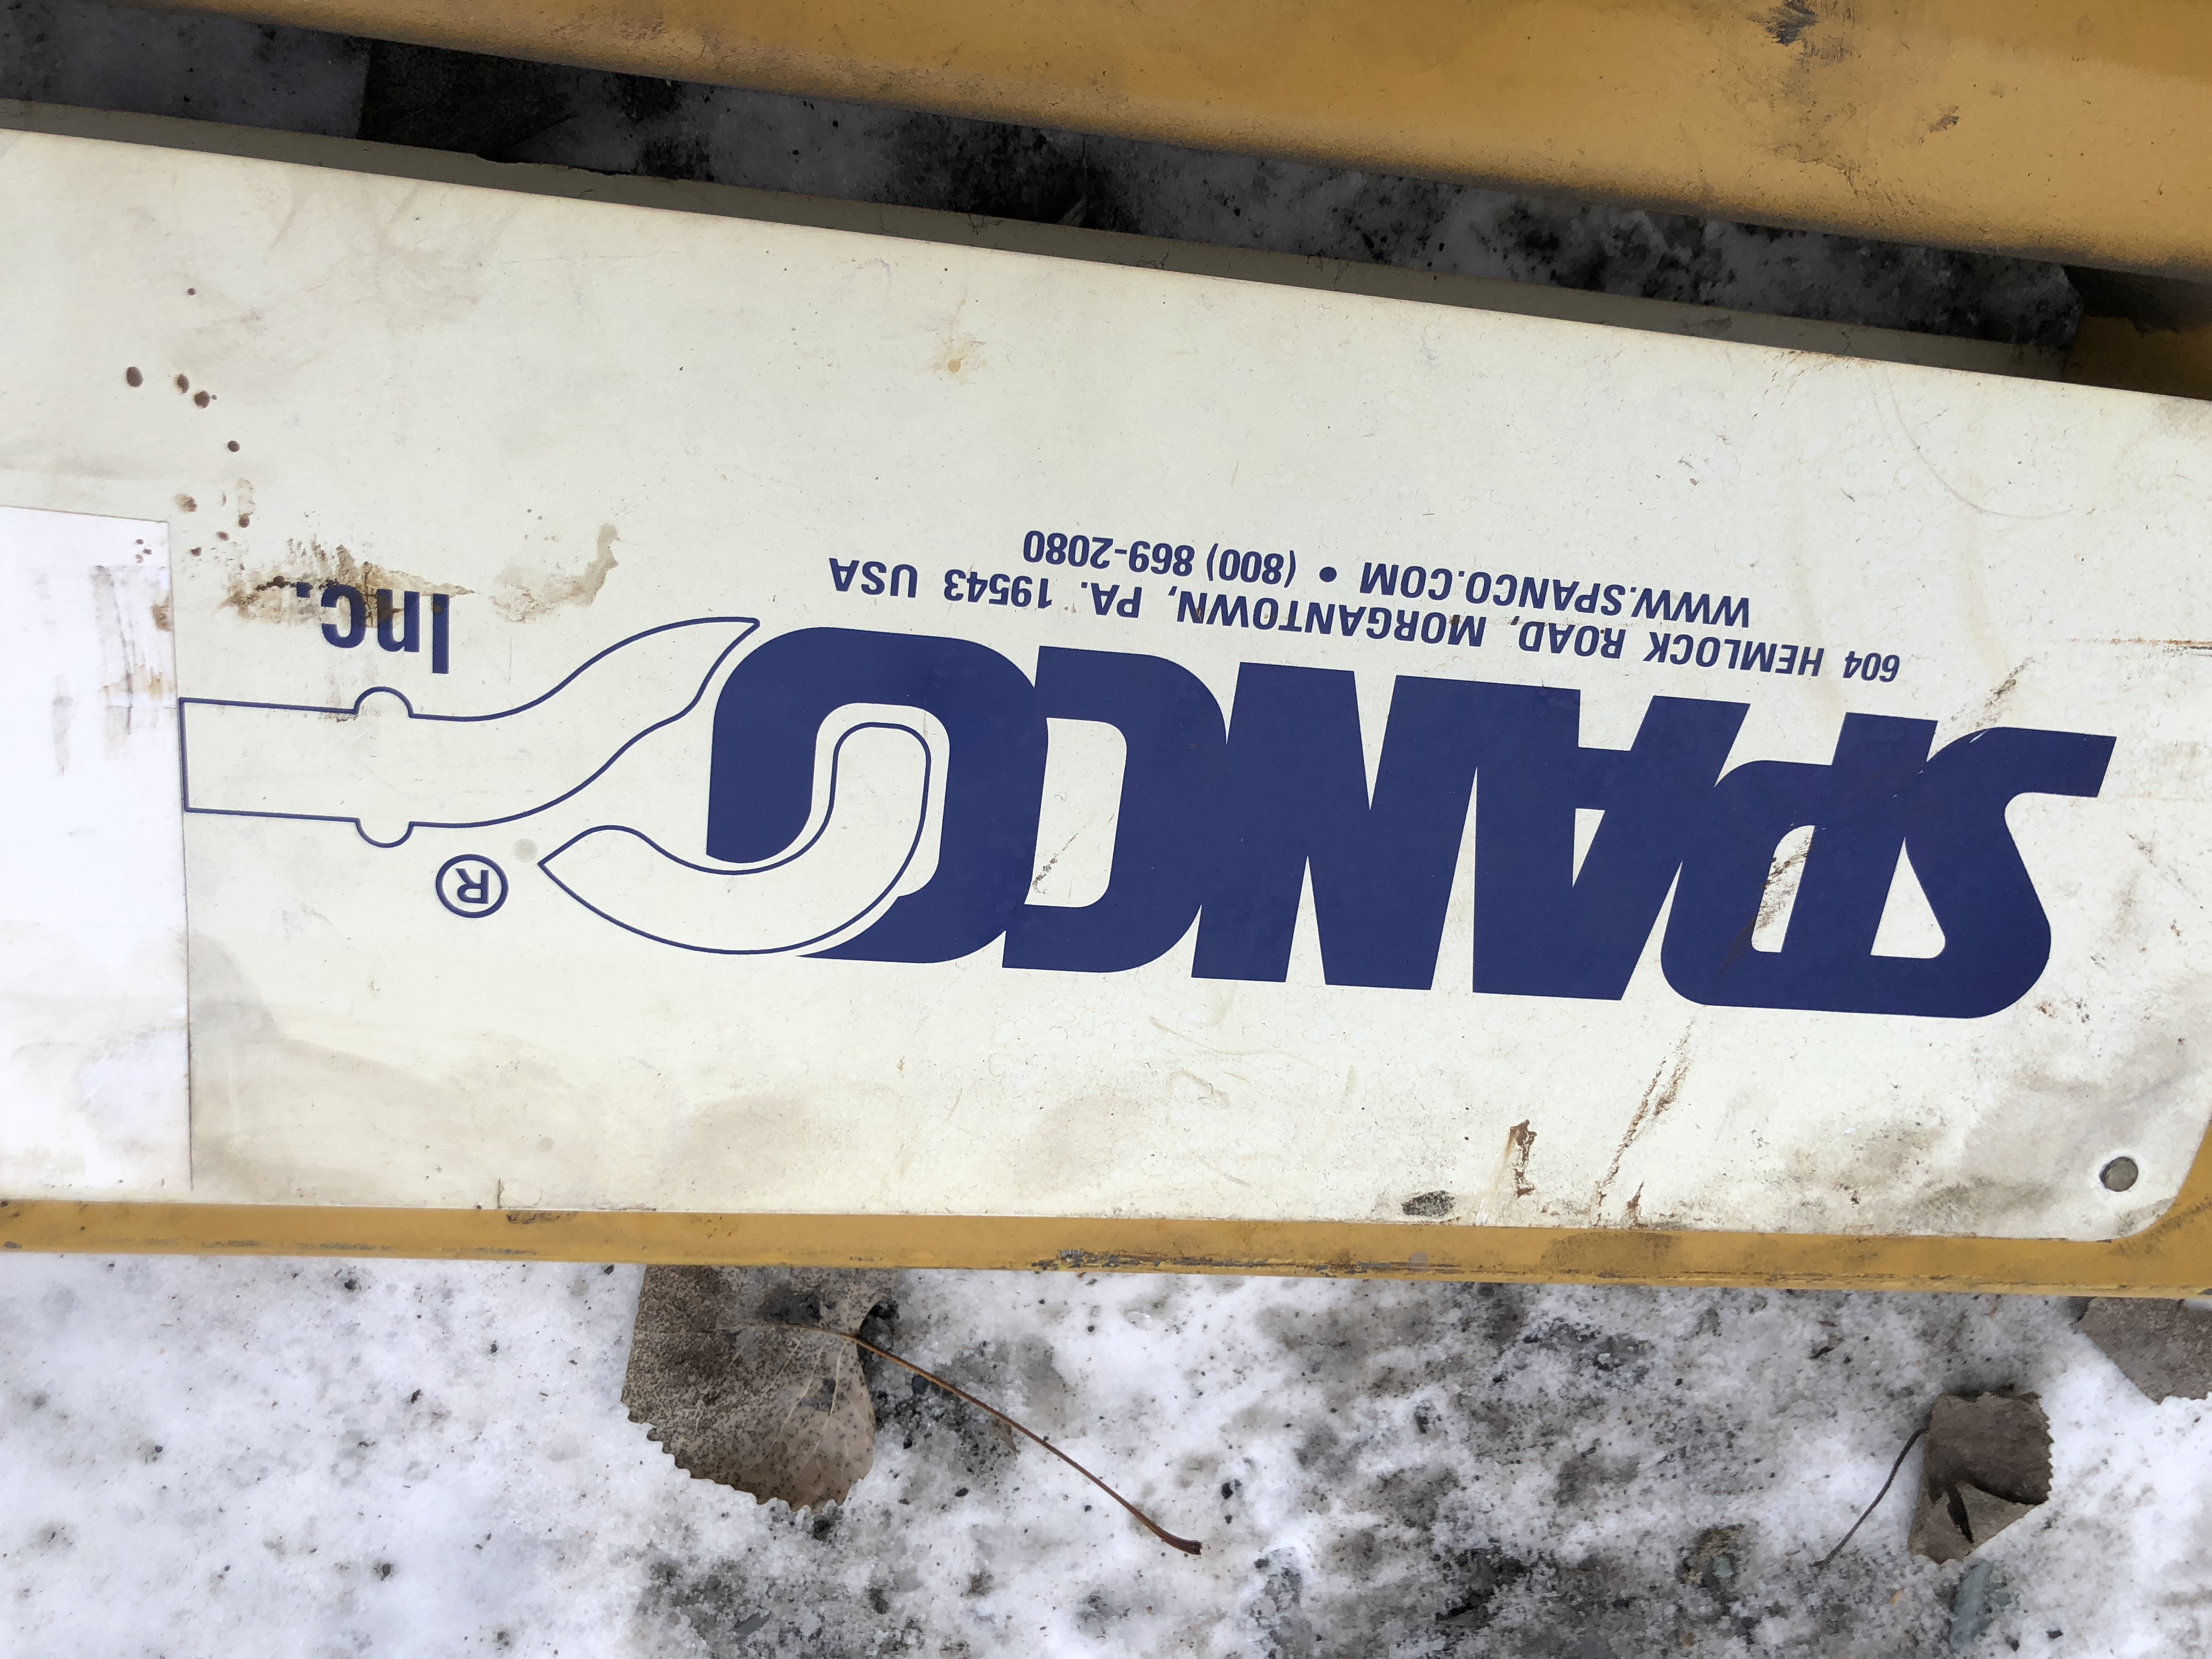 SPANCO®
Inc.
604 HEMLOCK ROAD, MORGANTOWN, PA. 19543 USA
WWW.SPANCO.COM • (800) 869-2080